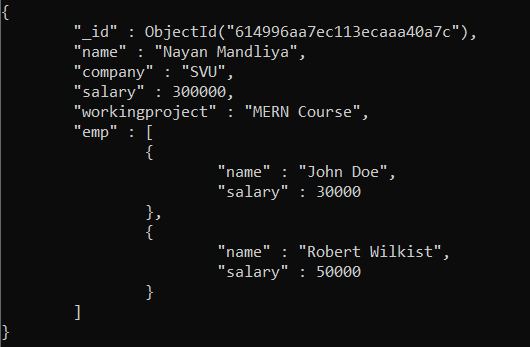 {
"_id" : ObjectId("614996aa7ec113ecaaa40a7c"),
"name" : "Nayan Mandliya",
"company" : "SVU",
"salary" : 300000,
"workingproject" : "MERN Course",
"emp" : [
{
"name" : "John Doe",
"salary" : 30000
},
{
"name" : "Robert Wilkist",
"salary" : 50000
}
]
}